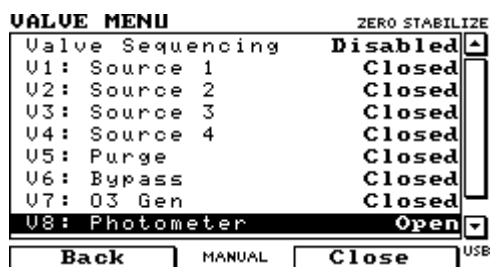 VALVE MENU ZERO STABILIZE
Valve Sequencing Disabled
V1: Source 1 Closed
V2: Source 2 Closed
V3: Source 3 Closed
V4: Source 4 Closed
V5: Purge Closed
V6: Bypass Closed
V7: O3 Gen Closed
V8: Photometer Open
Back MANUAL Close USB